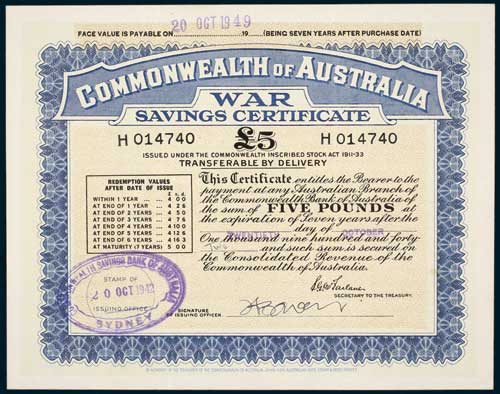 20 OCT 1949
FACE VALUE IS PAYABLE ON 19 (BEING SEVEN YEARS AFTER PURCHASE DATE)
COMMONWEALTH OF AUSTRALIA
WAR
SAVINGS CERTIFICATE
H 014740 £5 H 014740
ISSUED UNDER THE COMMONWEALTH INSCRIBED STOCK ACT 1911-33
TRANSFERABLE BY DELIVERY
REDEMPTION VALUES
AFTER DATE OF ISSUE
£ s. d.
WITHIN 1 YEAR 4 0 0
AT END OF 1 YEAR 4 2 6
AT END OF 2 YEARS 4 5 0
AT END OF 3 YEARS 4 7 6
AT END OF 4 YEARS 4 10 0
AT END OF 5 YEARS 4 12 6
AT END OF 6 YEARS 4 16 3
AT MATURITY (7 YEARS) 5 0 0
This Certificate entitles the Bearer to the
payment at any Australian Branch of
the Commonwealth Bank of Australia of
the sum of FIVE POUNDS at
the expiration of Seven years after the
TWENTIETH day of OCTOBER
One thousand nine hundred and forty-
and such sum is secured on
the Consolidated Revenue of the
Commonwealth of Australia.
SECRETARY TO THE TREASURY.
COMMONWEALTH SAVINGS BANK OF AUSTRALIA
STAMP OF
20 OCT 1942
ISSUING OFFICE
SYDNEY
SIGNATURE
OF ISSUING OFFICER